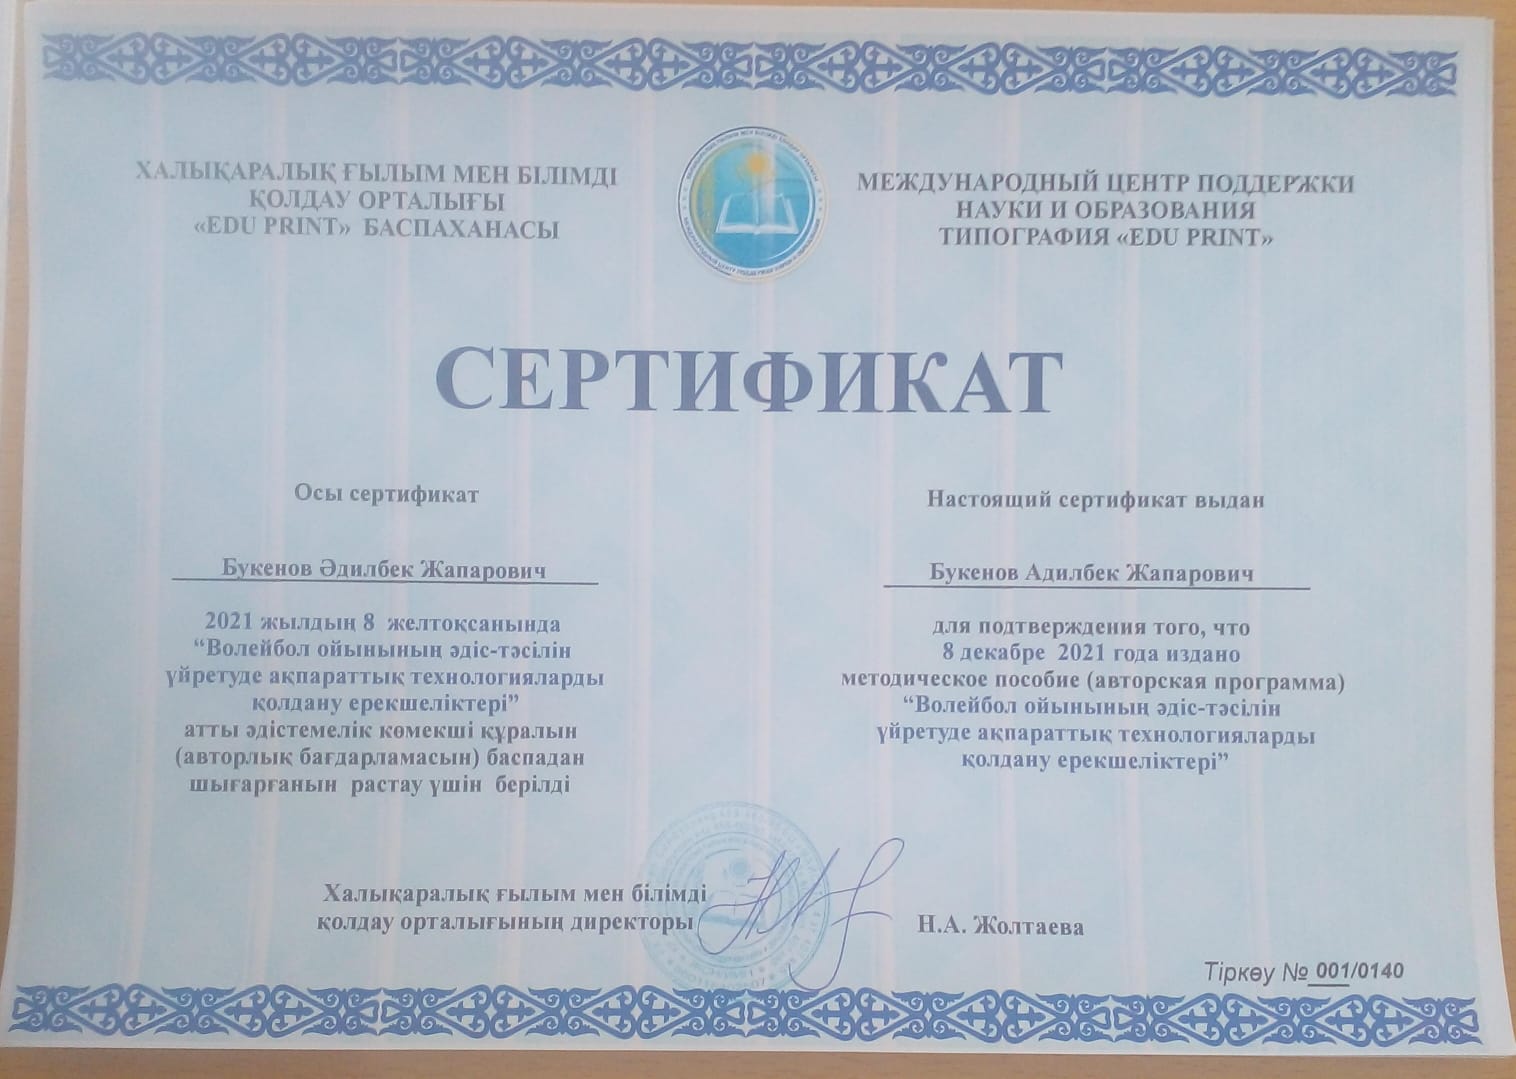 ХАЛЫҚАРАЛЫҚ ҒЫЛЫМ МЕН БІЛІМДІ
ҚОЛДАУ ОРТАЛЫҒЫ
«EDU PRINT» БАСПАХАНАСЫ
МЕЖДУНАРОДНЫЙ ЦЕНТР ПОДДЕРЖКИ
НАУКИ И ОБРАЗОВАНИЯ
ТИПОГРАФИЯ «EDU PRINT»
СЕРТИФИКАТ
Осы сертификат
Букенов Әдилбек Жапарович
2021 жылдың 8 желтоқсанында
“Волейбол ойынының әдіс-тәсілін
үйретуде ақпараттық технологияларды
қолдану ерекшеліктері”
атты әдістемелік көмекші құралын
(авторлық бағдарламасын) баспадан
шығарғанын растау үшін берілді
Настоящий сертификат выдан
Букенов Адилбек Жапарович
для подтверждения того, что
8 декабре 2021 года издано
методическое пособие (авторская программа)
“Волейбол ойынының әдіс-тәсілін
үйретуде ақпараттық технологияларды
қолдану ерекшеліктері”
Халықаралық ғылым мен білімді
қолдау орталығының директоры
Н.А. Жолтаева
Тіркеу № 001/0140